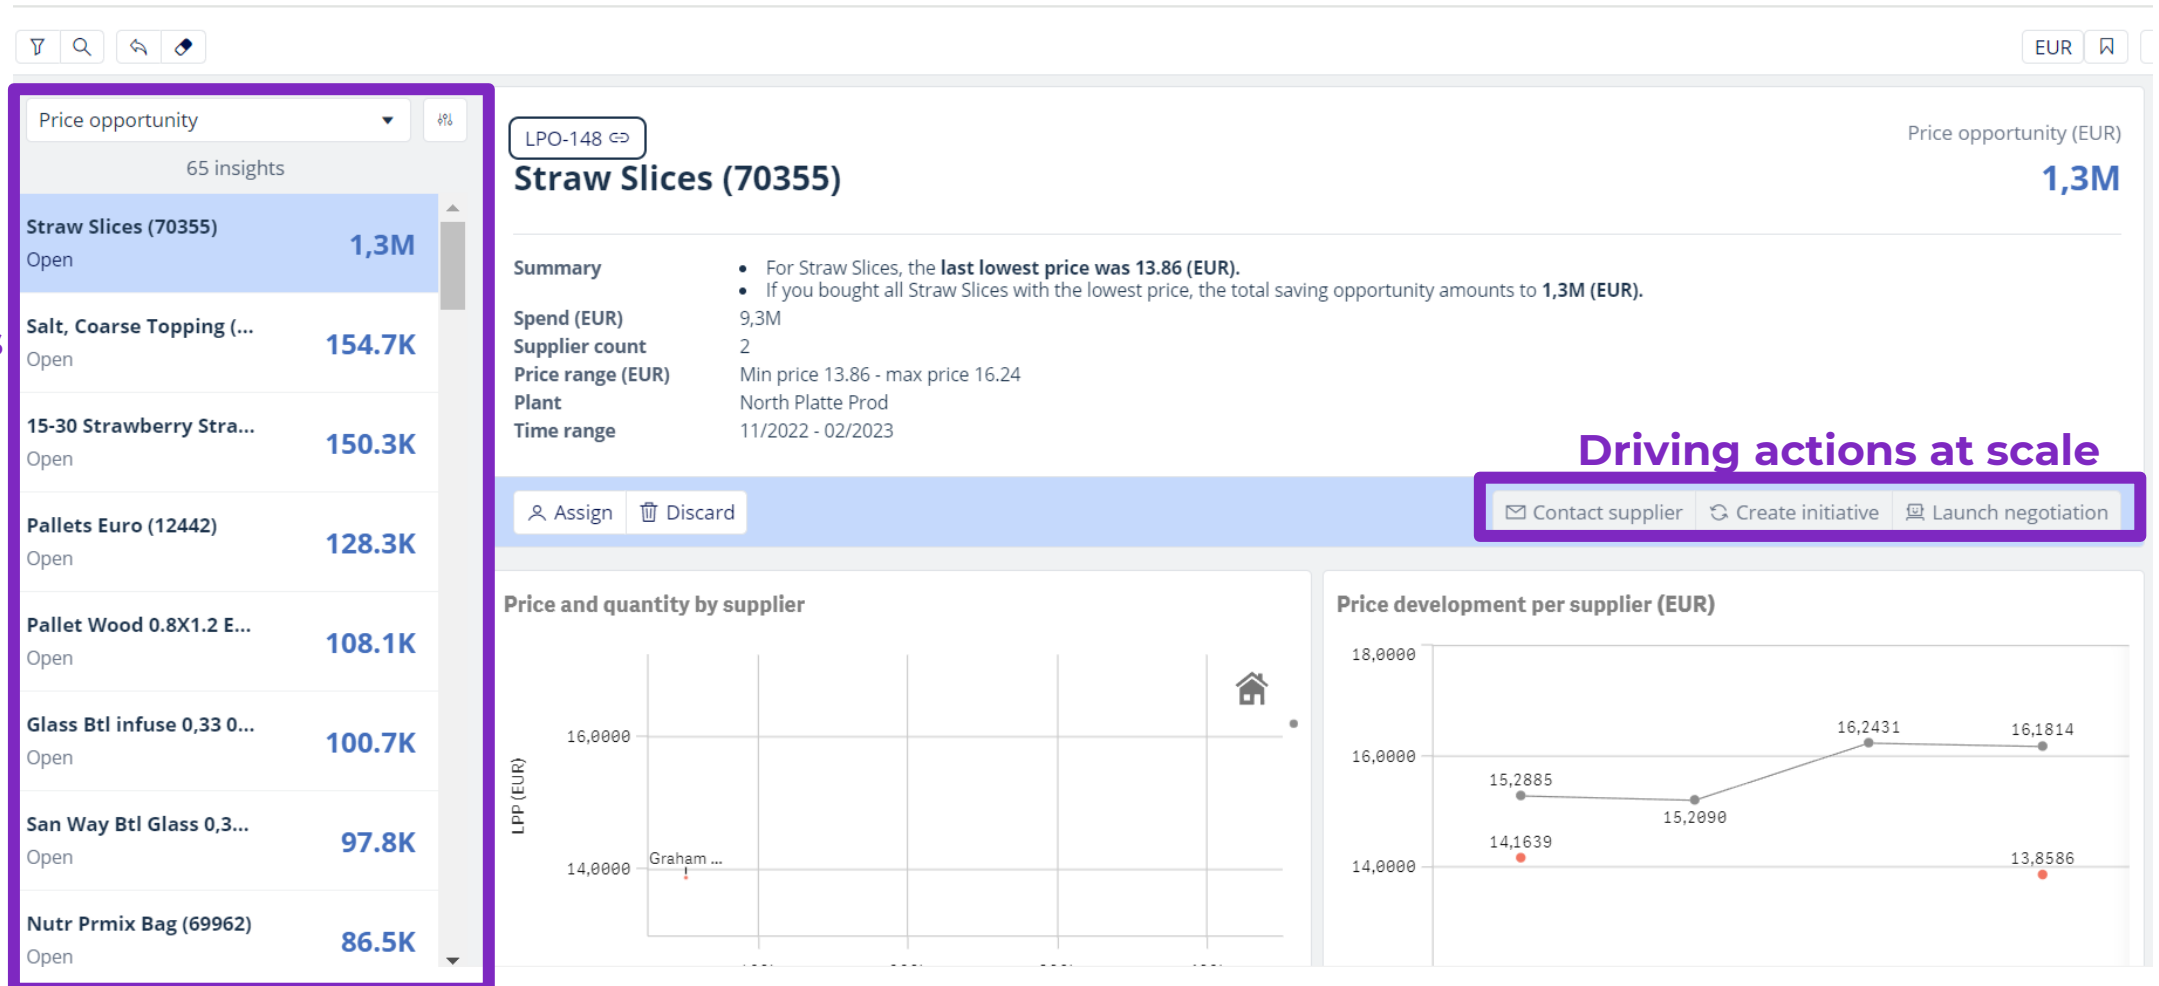 EUR
Price opportunity
65 insights
Straw Slices (70355)
Open
1,3M
Salt, Coarse Topping (...
Open
154.7K
15-30 Strawberry Stra...
Open
150.3K
Pallets Euro (12442)
Open
128.3K
Pallet Wood 0.8X1.2 E...
Open
108.1K
Glass Btl infuse 0,33 0...
Open
100.7K
San Way Btl Glass 0,3...
Open
97.8K
Nutr Prmix Bag (69962)
Open
86.5K
LPO-148
Straw Slices (70355)
Price opportunity (EUR)
1,3M
Summary
• For Straw Slices, the last lowest price was 13.86 (EUR).
• If you bought all Straw Slices with the lowest price, the total saving opportunity amounts to 1,3M (EUR).
Spend (EUR) 9,3M
Supplier count 2
Price range (EUR) Min price 13.86 - max price 16.24
Plant North Platte Prod
Time range 11/2022 - 02/2023
Driving actions at scale
Assign Discard
Contact supplier Create initiative Launch negotiation
Price and quantity by supplier
LPP (EUR)
16,0000
14,0000
Graham ...
Price development per supplier (EUR)
18,0000
16,0000
14,0000
15,2885
15,2090
16,2431
16,1814
14,1639
13,8586